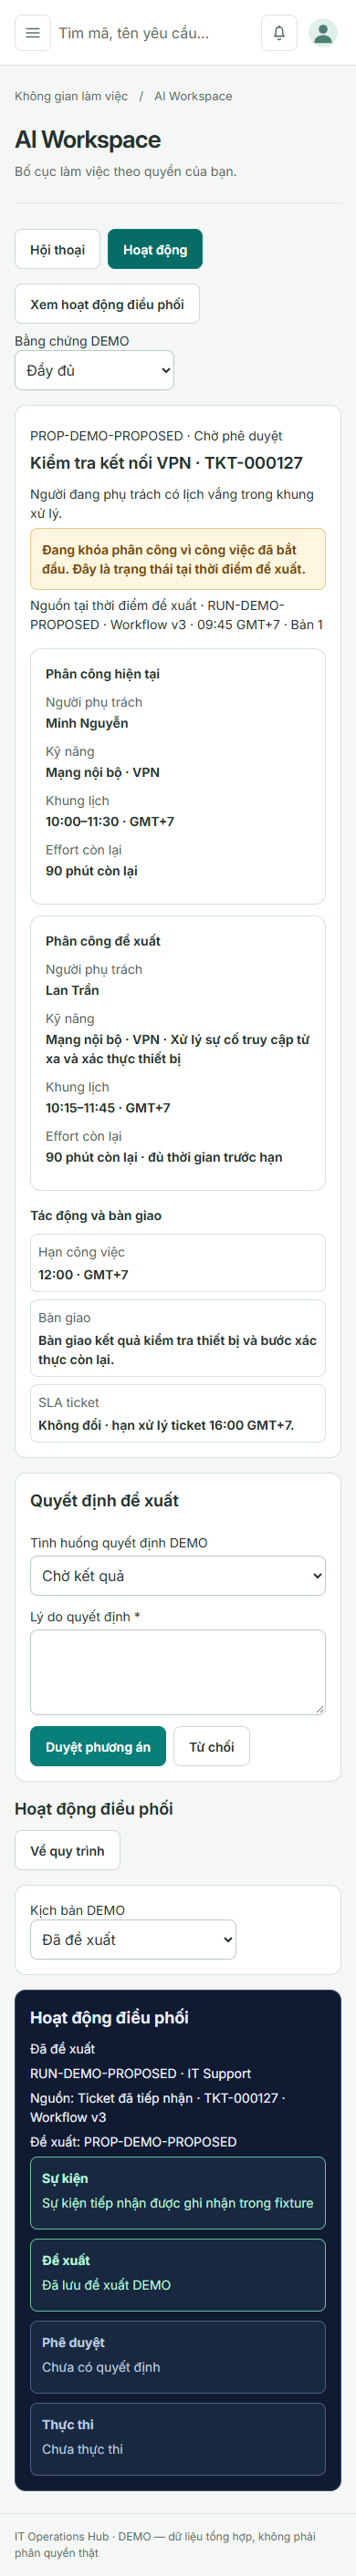 Tìm mã, tên yêu cầu...
Không gian làm việc / AI Workspace
AI Workspace
Bố cục làm việc theo quyền của bạn.
Hội thoại
Hoạt động
Xem hoạt động điều phối
Bằng chứng DEMO
Đầy đủ
PROP-DEMO-PROPOSED · Chờ phê duyệt
Kiểm tra kết nối VPN · TKT-000127
Người đang phụ trách có lịch vắng trong khung
xử lý.
Đang khóa phân công vì công việc đã bắt
đầu. Đây là trạng thái tại thời điểm đề xuất.
Nguồn tại thời điểm đề xuất · RUN-DEMO-
PROPOSED · Workflow v3 · 09:45 GMT+7 · Bản 1
Phân công hiện tại
Người phụ trách
Minh Nguyễn
Kỹ năng
Mạng nội bộ · VPN
Khung lịch
10:00–11:30 · GMT+7
Effort còn lại
90 phút còn lại
Phân công đề xuất
Người phụ trách
Lan Trần
Kỹ năng
Mạng nội bộ · VPN · Xử lý sự cố truy cập từ
xa và xác thực thiết bị
Khung lịch
10:15–11:45 · GMT+7
Effort còn lại
90 phút còn lại · đủ thời gian trước hạn
Tác động và bàn giao
Hạn công việc
12:00 · GMT+7
Bàn giao
Bàn giao kết quả kiểm tra thiết bị và bước xác
thực còn lại.
SLA ticket
Không đổi · hạn xử lý ticket 16:00 GMT+7.
Quyết định đề xuất
Tình huống quyết định DEMO
Chờ kết quả
Lý do quyết định *
Duyệt phương án
Từ chối
Hoạt động điều phối
Về quy trình
Kịch bản DEMO
Đã đề xuất
Hoạt động điều phối
Đã đề xuất
RUN-DEMO-PROPOSED · IT Support
Nguồn: Ticket đã tiếp nhận · TKT-000127 ·
Workflow v3
Đề xuất: PROP-DEMO-PROPOSED
Sự kiện
Sự kiện tiếp nhận được ghi nhận trong fixture
Đề xuất
Đã lưu đề xuất DEMO
Phê duyệt
Chưa có quyết định
Thực thi
Chưa thực thi
IT Operations Hub · DEMO — dữ liệu tổng hợp, không phải
phân quyền thật